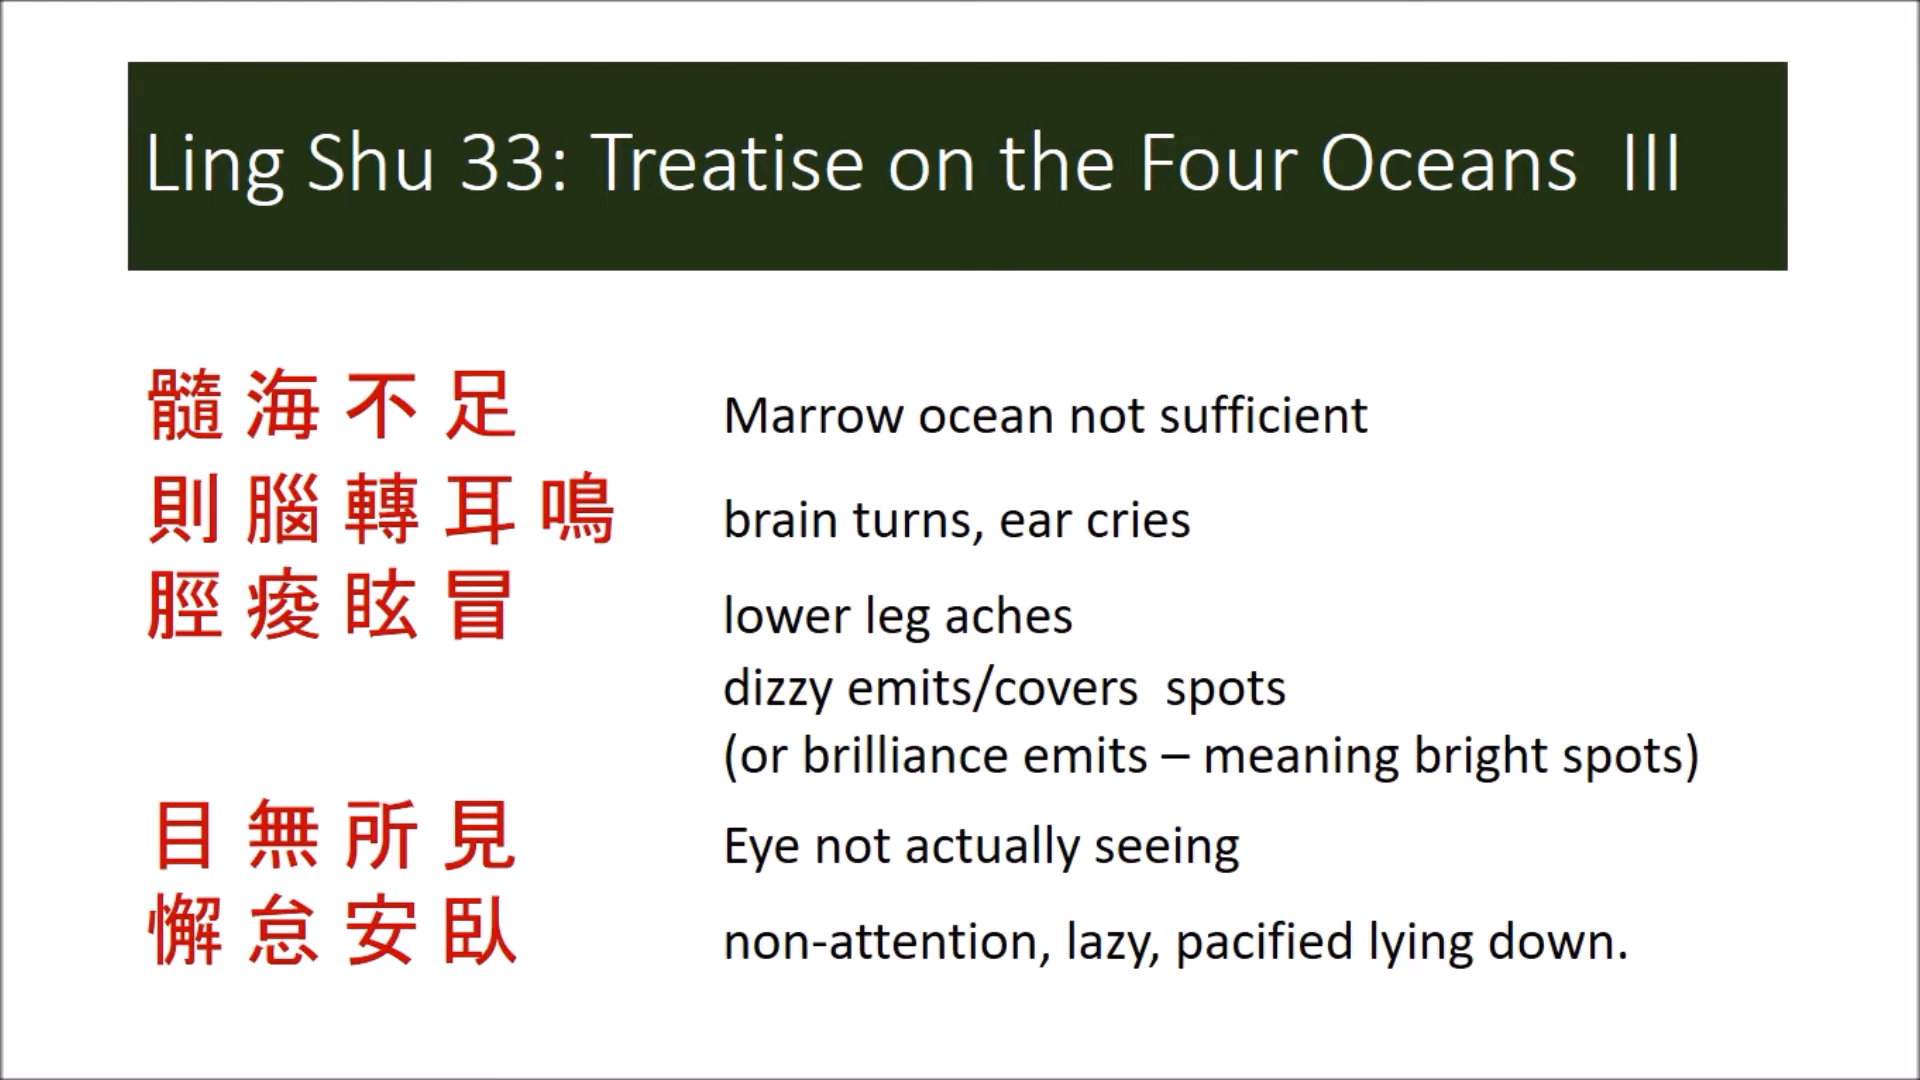 Ling Shu 33: Treatise on the Four Oceans III
髓 海 不 足
Marrow ocean not sufficient
則 腦 轉 耳 鳴
brain turns, ear cries
脛 痠 眩 冒
lower leg aches
dizzy emits/covers spots
(or brilliance emits – meaning bright spots)
目 無 所 見
Eye not actually seeing
懈 怠 安 臥
non-attention, lazy, pacified lying down.